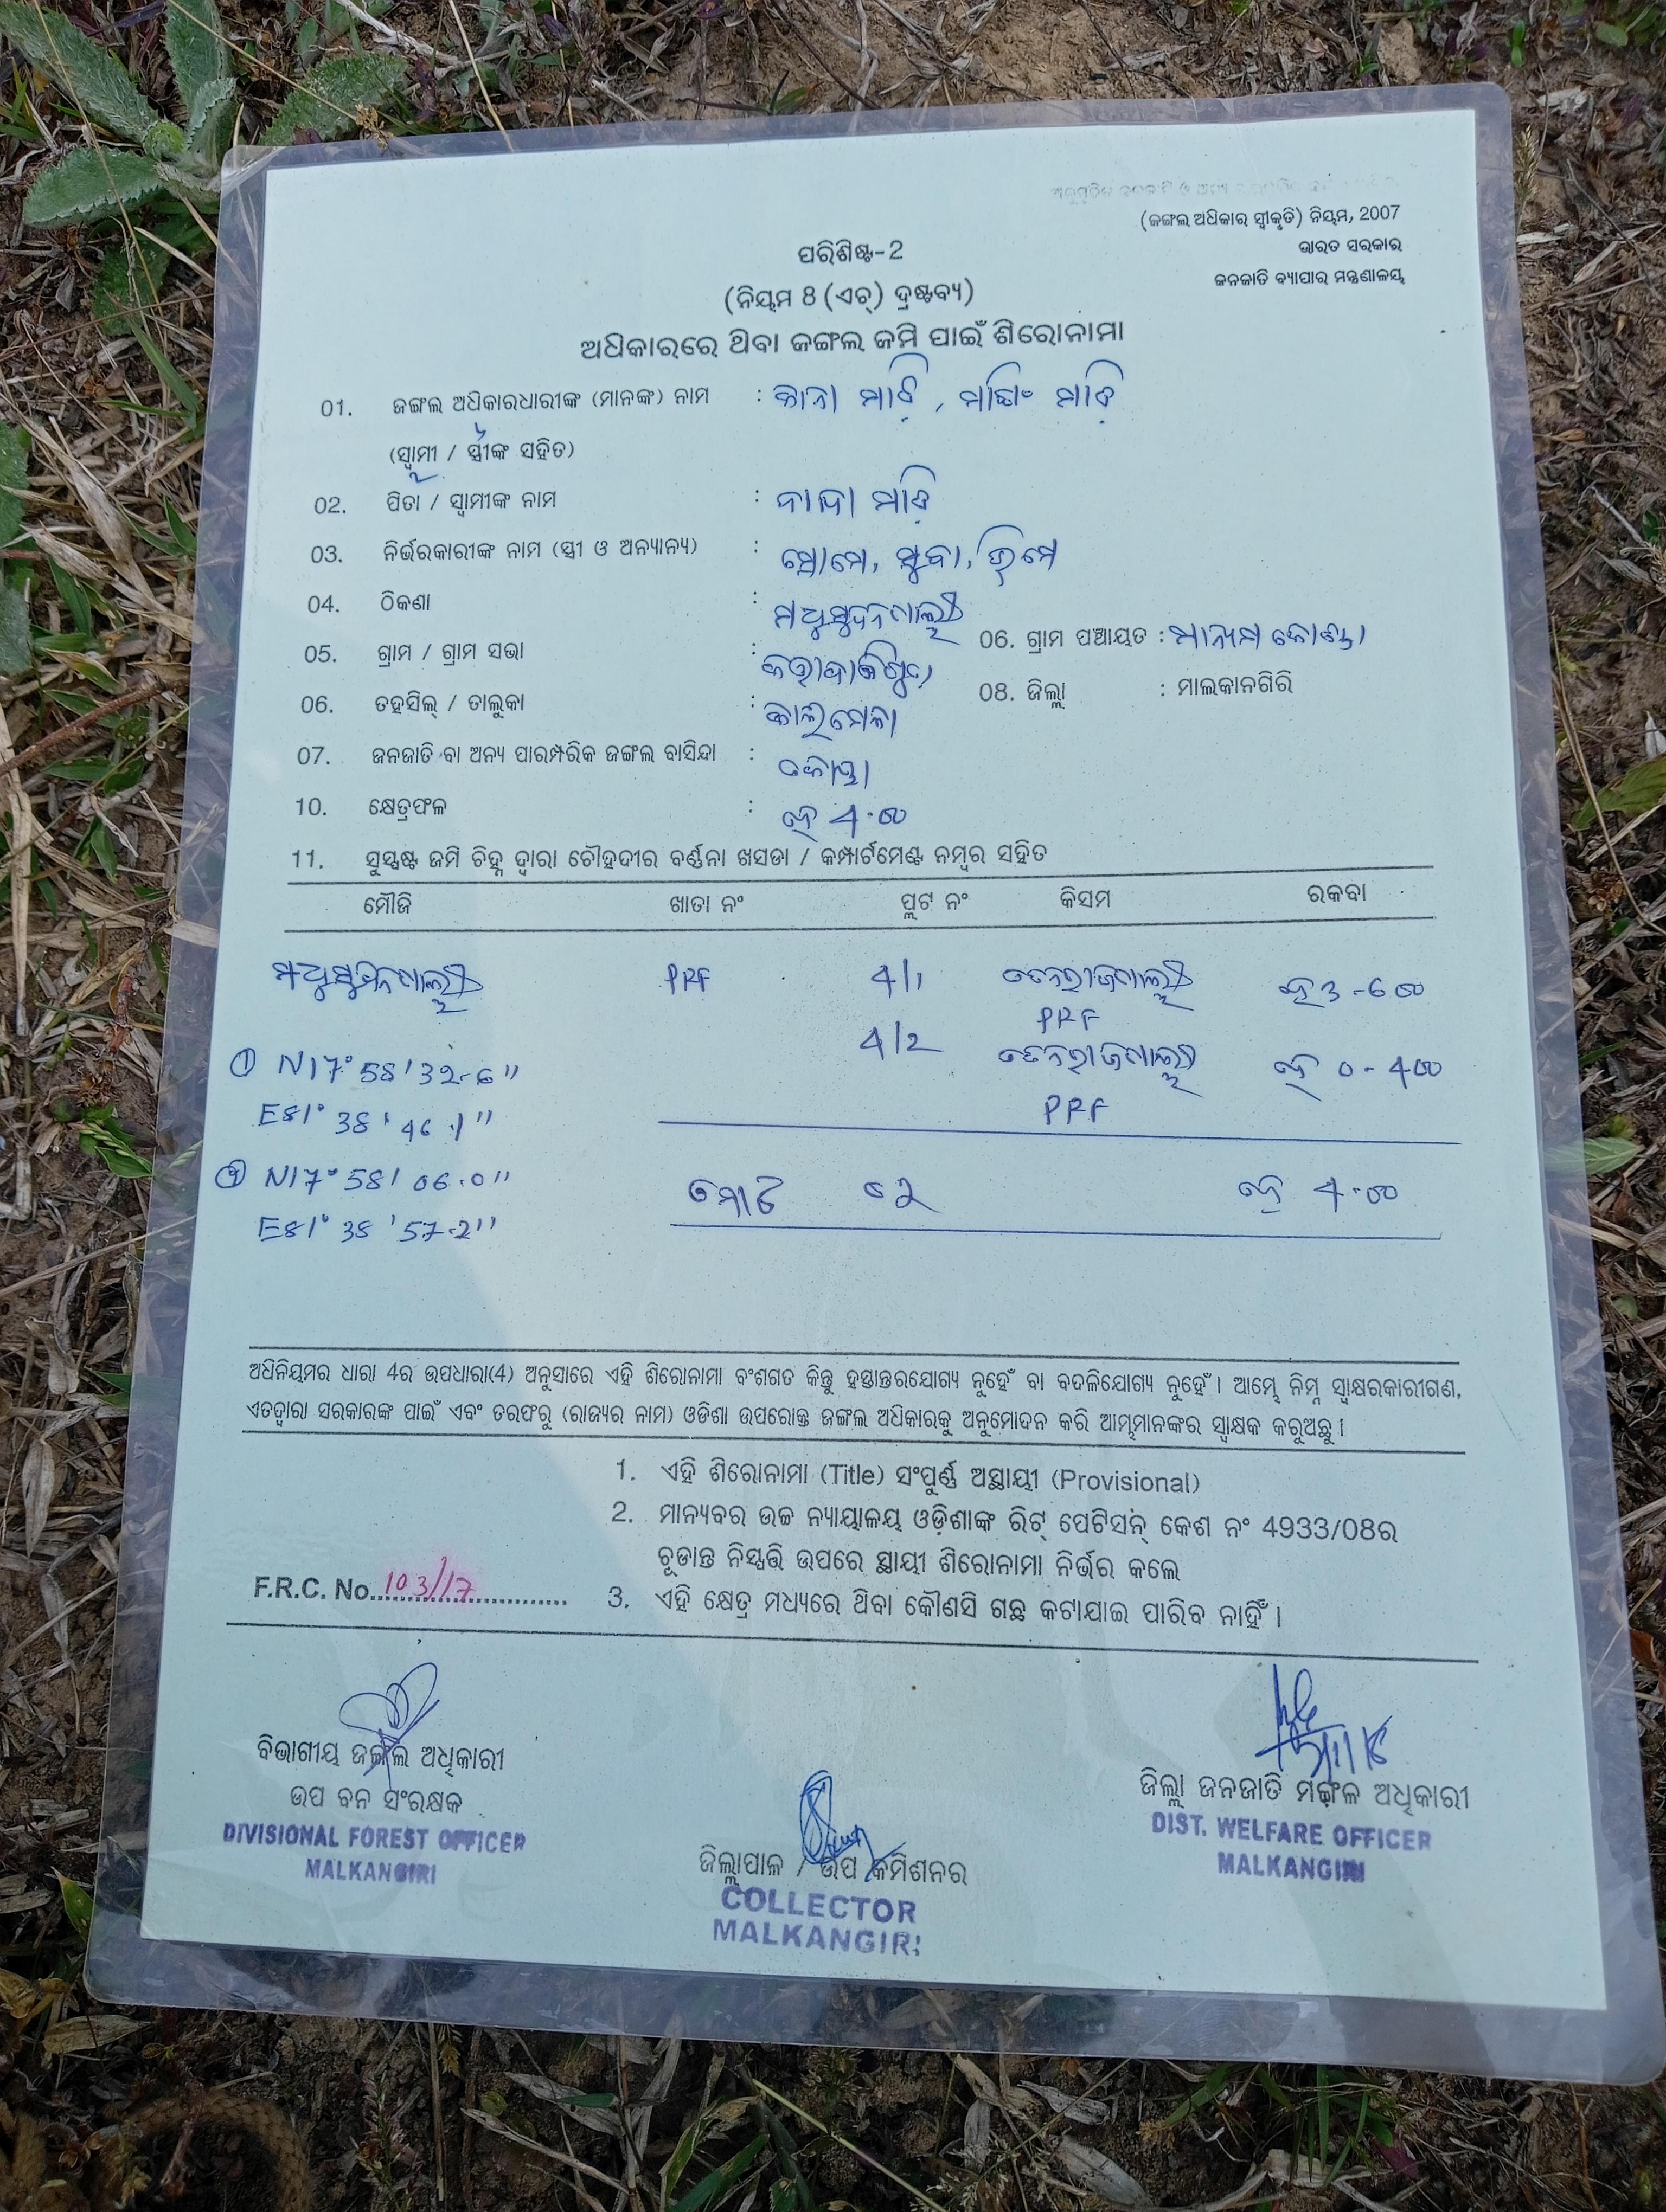 (ଜଙ୍ଗଲ ଅଧିକାର ସ୍ୱୀକୃତି) ନିୟମ, 2007
ଭାରତ ସରକାର
ଜନଜାତି ବ୍ୟାପାର ମନ୍ତ୍ରଣାଳୟ
ପରିଶିଷ୍ଟ-2
(ନିୟମ 8 (ଏଚ୍) ଦ୍ରଷ୍ଟବ୍ୟ)
ଅଧିକାରରେ ଥିବା ଜଙ୍ଗଲ ଜମି ପାଇଁ ଶିରୋନାମା
01. ଜଙ୍ଗଲ ଅଧିକାରଧାରୀଙ୍କ (ମାନଙ୍କ) ନାମ : ମାଡ଼ି, ମାଡ଼ି
(ସ୍ୱାମୀ / ସ୍ତ୍ରୀଙ୍କ ସହିତ)
02. ପିତା / ସ୍ୱାମୀଙ୍କ ନାମ : ମାଡ଼ି
03. ନିର୍ଭରକାରୀଙ୍କ ନାମ (ସ୍ତ୍ରୀ ଓ ଅନ୍ୟାନ୍ୟ) :
04. ଠିକଣା :
05. ଗ୍ରାମ / ଗ୍ରାମ ସଭା : 06. ଗ୍ରାମ ପଞ୍ଚାୟତ :
06. ତହସିଲ୍ / ତାଲୁକା : କାଲିମେଳା 08. ଜିଲ୍ଲା : ମାଲକାନଗିରି
07. ଜନଜାତି ବା ଅନ୍ୟ ପାରମ୍ପରିକ ଜଙ୍ଗଲ ବାସିନ୍ଦା : କୋୟା
10. କ୍ଷେତ୍ରଫଳ : ହେ 4.00
11. ସୁସ୍ପଷ୍ଟ ଜମି ଚିହ୍ନ ଦ୍ୱାରା ଚୌହଦୀର ବର୍ଣ୍ଣନା ଖସଡା / କମ୍ପାର୍ଟମେଣ୍ଟ ନମ୍ବର ସହିତ
ମୌଜି ଖାତା ନଂ ପ୍ଲଟ ନଂ କିସମ ରକବା
PRF 4/1
PRF
4/2
① N17°58'32.6"
E81°38'46.1"
PRF
② N17°58'06.0"
ମୋଟ ୦2 ହେ 4.00
E81°38'57.2"
ଅଧିନିୟମର ଧାରା 4ର ଉପଧାରା(4) ଅନୁସାରେ ଏହି ଶିରୋନାମା ବଂଶଗତ କିନ୍ତୁ ହସ୍ତାନ୍ତରଯୋଗ୍ୟ ନୁହେଁ ବା ବଦଳିଯୋଗ୍ୟ ନୁହେଁ। ଆମ୍ଭେ ନିମ୍ନ ସ୍ୱାକ୍ଷରକାରୀଗଣ,
ଏତଦ୍ୱାରା ସରକାରଙ୍କ ପାଇଁ ଏବଂ ତରଫରୁ (ରାଜ୍ୟର ନାମ) ଓଡିଶା ଉପରୋକ୍ତ ଜଙ୍ଗଲ ଅଧିକାରକୁ ଅନୁମୋଦନ କରି ଆମ୍ଭମାନଙ୍କର ସ୍ୱାକ୍ଷକ କରୁଅଛୁ।
1. ଏହି ଶିରୋନାମା (Title) ସଂପୂର୍ଣ୍ଣ ଅସ୍ଥାୟୀ (Provisional)
2. ମାନ୍ୟବର ଉଚ୍ଚ ନ୍ୟାୟାଳୟ ଓଡ଼ିଶାଙ୍କ ରିଟ୍ ପେଟିସନ୍ କେଶ ନଂ 4933/08ର
ଚୂଡାନ୍ତ ନିସ୍ପତ୍ତି ଉପରେ ସ୍ଥାୟୀ ଶିରୋନାମା ନିର୍ଭର କଲେ
F.R.C. No. 103/17
3. ଏହି କ୍ଷେତ୍ର ମଧ୍ୟରେ ଥିବା କୌଣସି ଗଛ କଟାଯାଇ ପାରିବ ନାହିଁ।
ବିଭାଗୀୟ ଜଙ୍ଗଲ ଅଧିକାରୀ
ଉପ ବନ ସଂରକ୍ଷକ
DIVISIONAL FOREST OFFICER
MALKANGIRI
ଜିଲ୍ଲାପାଳ / ଉପ କମିଶନର
COLLECTOR
MALKANGIRI
ଜିଲ୍ଲା ଜନଜାତି ମଙ୍ଗଳ ଅଧିକାରୀ
DIST. WELFARE OFFICER
MALKANGIRI